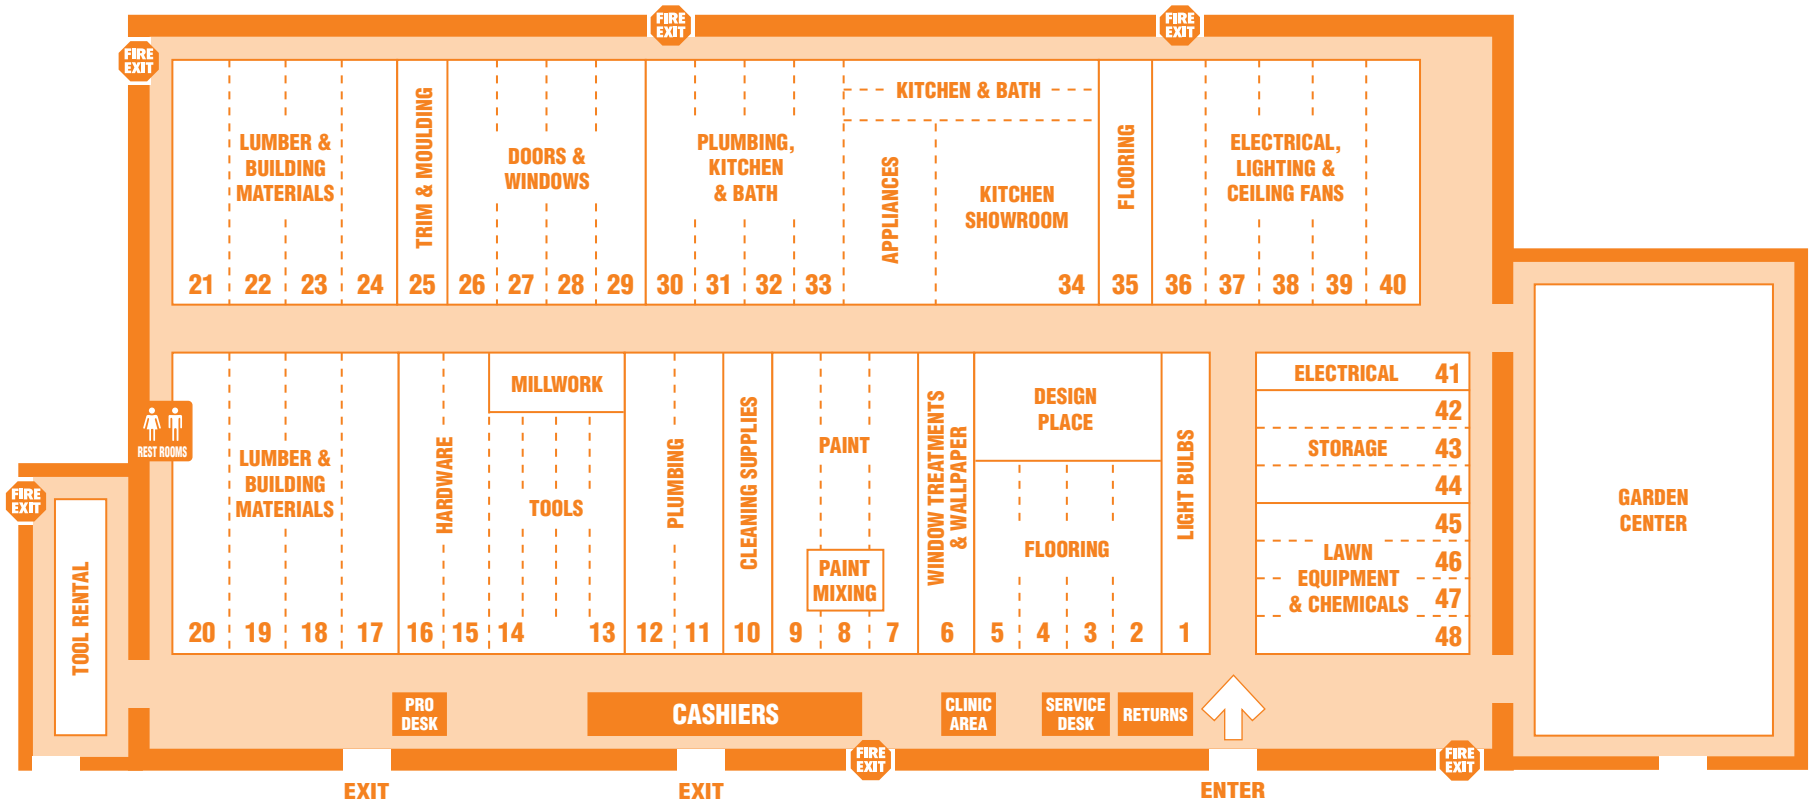 FIRE
EXIT
FIRE
EXIT
FIRE
EXIT
LUMBER &
BUILDING
MATERIALS
21 22 23 24
TRIM & MOULDING
25
DOORS &
WINDOWS
26 27 28 29
PLUMBING,
KITCHEN
& BATH
30 31 32 33
KITCHEN & BATH
APPLIANCES
KITCHEN
SHOWROOM
34
FLOORING
35
ELECTRICAL,
LIGHTING &
CEILING FANS
36 37 38 39 40
REST ROOMS
LUMBER &
BUILDING
MATERIALS
20 19 18 17
HARDWARE
16 15
MILLWORK
TOOLS
14 13
PLUMBING
12 11
CLEANING SUPPLIES
10
PAINT
PAINT
MIXING
9 8 7
WINDOW TREATMENTS
& WALLPAPER
6
DESIGN
PLACE
FLOORING
5 4 3 2
LIGHT BULBS
1
ELECTRICAL 41
42
STORAGE 43
44
45
LAWN
EQUIPMENT
& CHEMICALS
46
47
48
GARDEN
CENTER
FIRE
EXIT
TOOL RENTAL
PRO
DESK
CASHIERS
CLINIC
AREA
SERVICE
DESK
RETURNS
FIRE
EXIT
FIRE
EXIT
EXIT
EXIT
ENTER